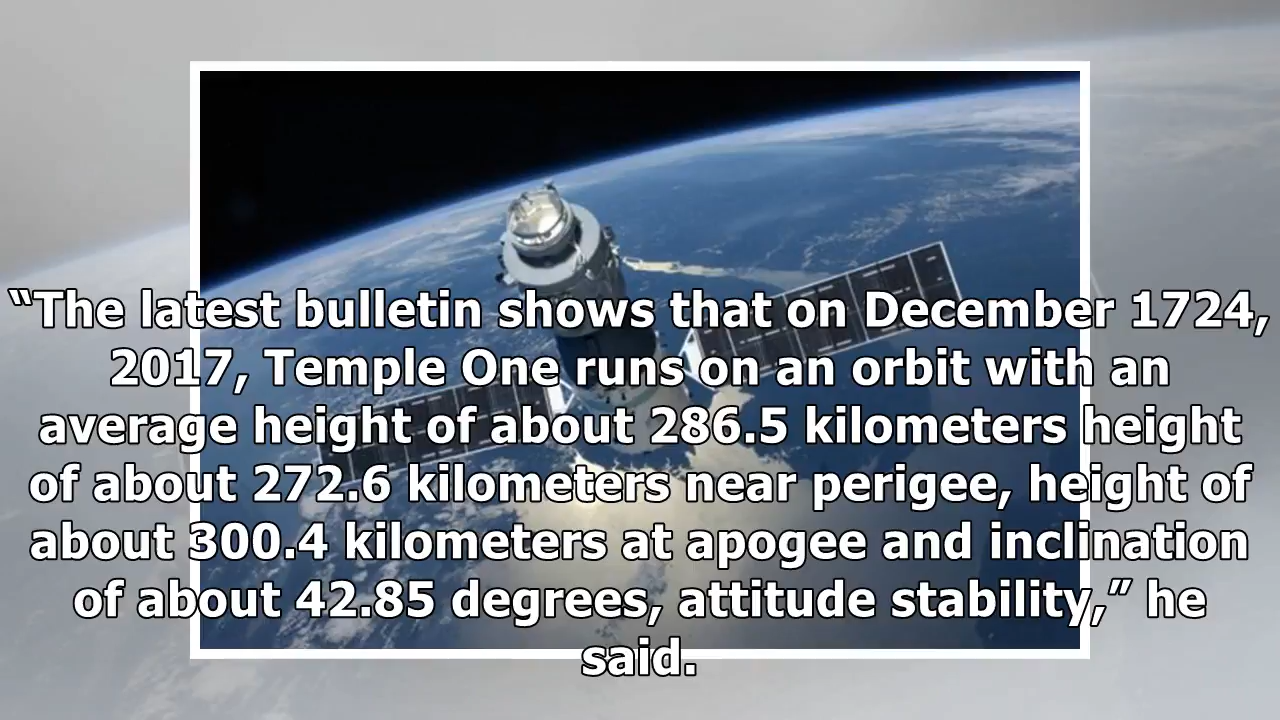 “The latest bulletin shows that on December 1724,
2017, Temple One runs on an orbit with an
average height of about 286.5 kilometers height
of about 272.6 kilometers near perigee, height of
about 300.4 kilometers at apogee and inclination
of about 42.85 degrees, attitude stability,” he
said.